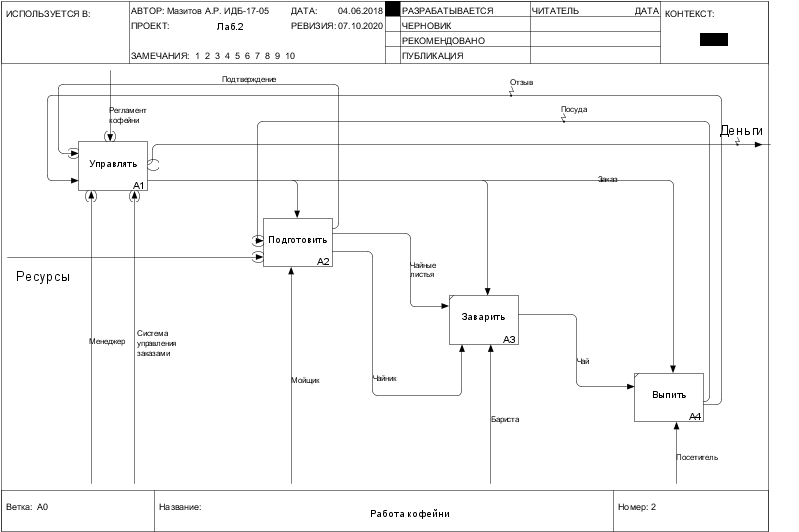 ИСПОЛЬЗУЕТСЯ В:
АВТОР: Мазитов А.Р. ИДБ-17-05
ДАТА: 04.06.2018
РАЗРАБАТЫВАЕТСЯ
ЧИТАТЕЛЬ
ДАТА
КОНТЕКСТ:
ПРОЕКТ: Лаб.2
РЕВИЗИЯ: 07.10.2020
ЧЕРНОВИК
РЕКОМЕНДОВАНО
ЗАМЕЧАНИЯ: 1 2 3 4 5 6 7 8 9 10
ПУБЛИКАЦИЯ
Подтверждение
Отзыв
Регламент
кофейни
Посуда
Деньги
Управлять
A1
Заказ
Подготовить
A2
Ресурсы
Чайные
листья
Заварить
A3
Менеджер
Система
управления
заказами
Мойщик
Чайник
Чай
Выпить
A4
Бариста
Посетитель
Ветка: A0
Название:
Работа кофейни
Номер: 2